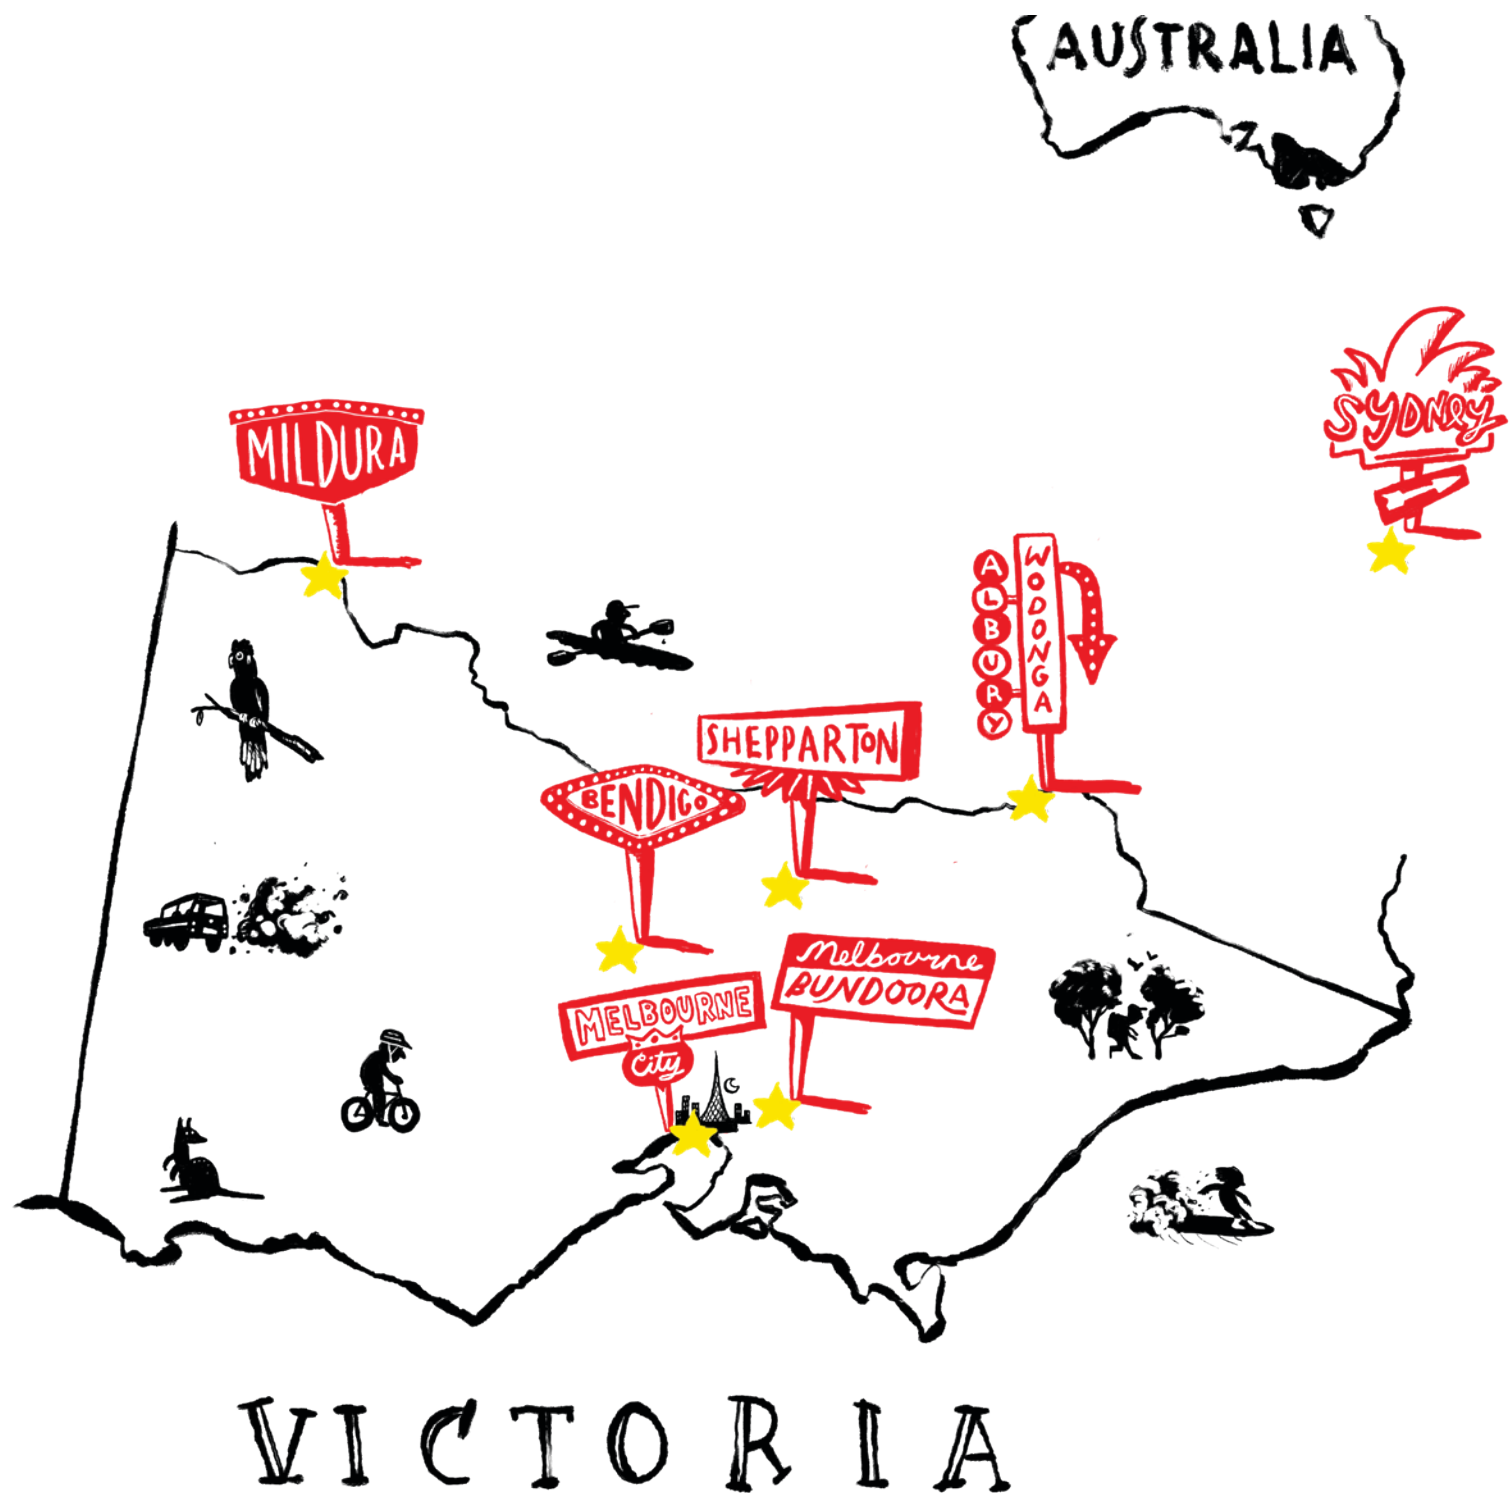 AUSTRALIA
SYDNEY
MILDURA
ALBURY
WODONGA
SHEPPARTON
BENDIGO
Melbourne
BUNDOORA
MELBOURNE
City
VICTORIA